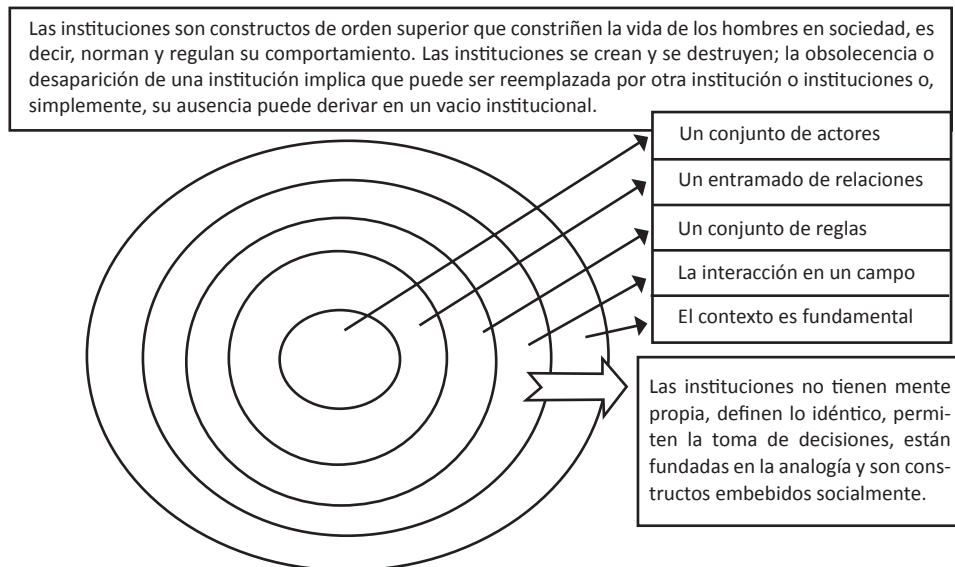 Las instituciones son constructos de orden superior que constriñen la vida de los hombres en sociedad, es
decir, norman y regulan su comportamiento. Las instituciones se crean y se destruyen; la obsolecencia o
desaparición de una institución implica que puede ser reemplazada por otra institución o instituciones o,
simplemente, su ausencia puede derivar en un vacio institucional.
Un conjunto de actores
Un entramado de relaciones
Un conjunto de reglas
La interacción en un campo
El contexto es fundamental
Las instituciones no tienen mente
propia, definen lo idéntico, permi-
ten la toma de decisiones, están
fundadas en la analogía y son cons-
tructos embebidos socialmente.